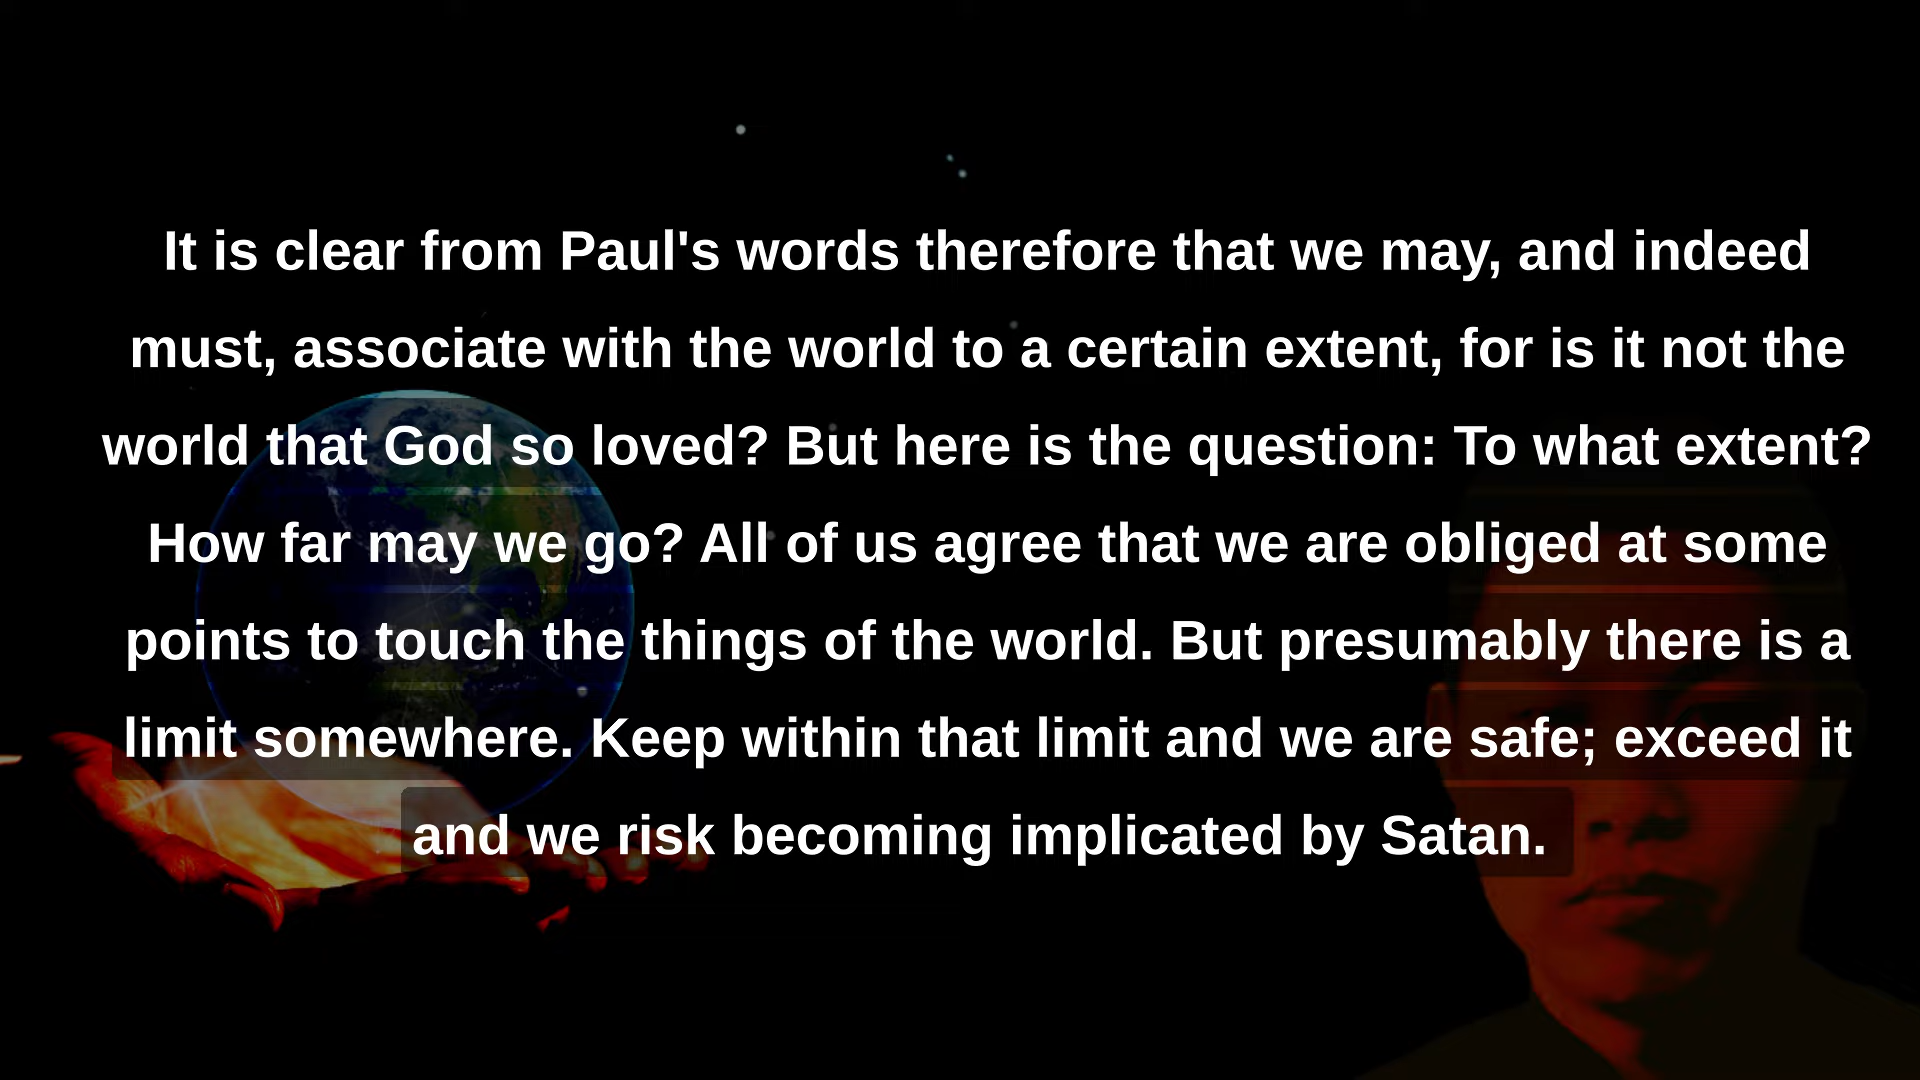 It is clear from Paul's words therefore that we may, and indeed
must, associate with the world to a certain extent, for is it not the
world that God so loved? But here is the question: To what extent?
How far may we go? All of us agree that we are obliged at some
points to touch the things of the world. But presumably there is a
limit somewhere. Keep within that limit and we are safe; exceed it
and we risk becoming implicated by Satan.